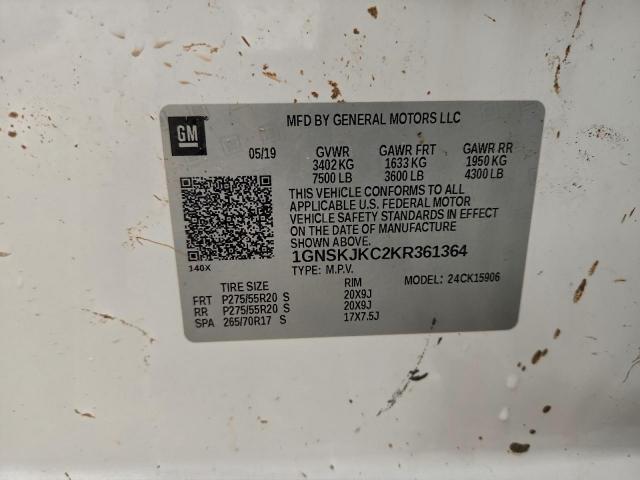 GM
MFD BY GENERAL MOTORS LLC
05/19 GVWR GAWR FRT GAWR RR
3402 KG 1633 KG 1950 KG
7500 LB 3600 LB 4300 LB
THIS VEHICLE CONFORMS TO ALL
APPLICABLE U.S. FEDERAL MOTOR
VEHICLE SAFETY STANDARDS IN EFFECT
ON THE DATE OF MANUFACTURE
SHOWN ABOVE.
1GNSKJKC2KR361364
140X
TYPE: M.P.V. MODEL: 24CK15906
TIRE SIZE RIM
FRT P275/55R20 S 20X9J
RR P275/55R20 S 20X9J
SPA 265/70R17 S 17X7.5J